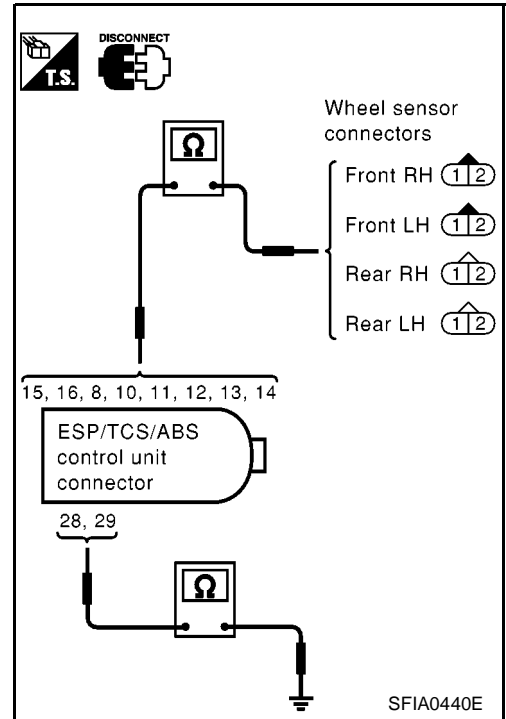 T.S.
DISCONNECT
Ω
Wheel sensor
connectors
Front RH 1 2
Front LH 1 2
Rear RH 1 2
Rear LH 1 2
15, 16, 8, 10, 11, 12, 13, 14
ESP/TCS/ABS
control unit
connector
28, 29
Ω
SFIA0440E